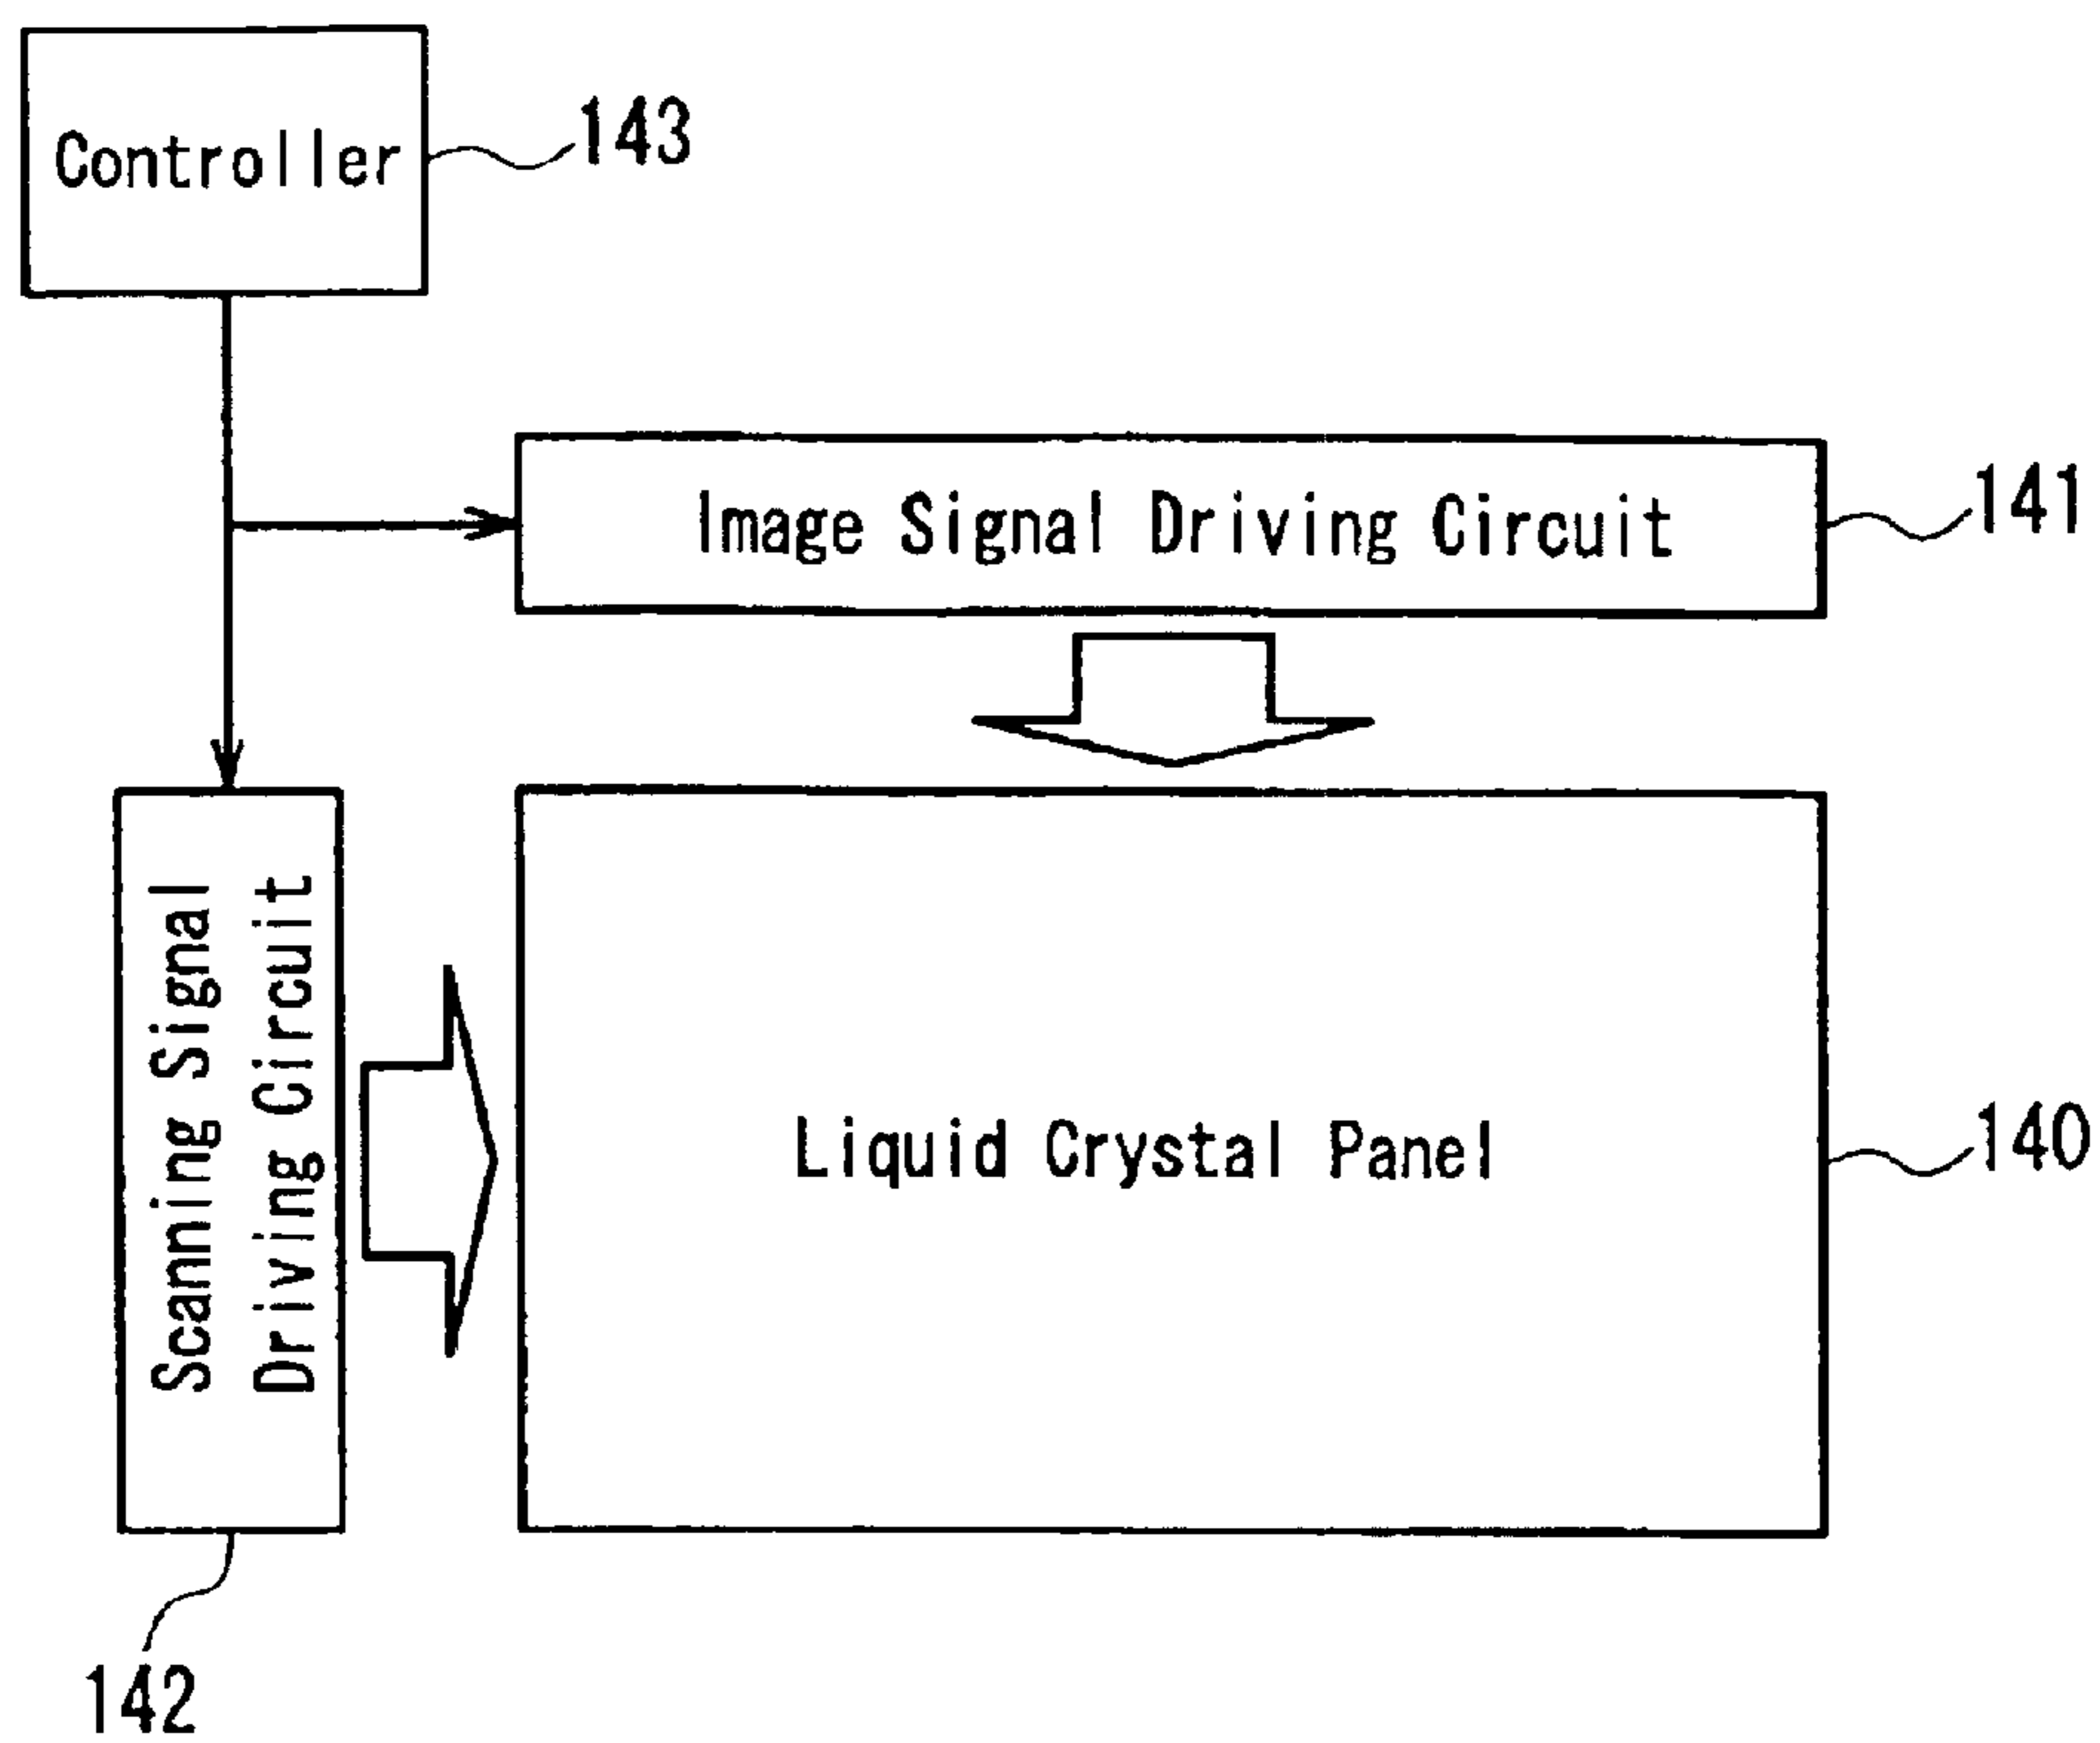 Controller
143
Image Signal Driving Circuit
141
Scanning Signal
Driving Circuit
Liquid Crystal Panel
140
142